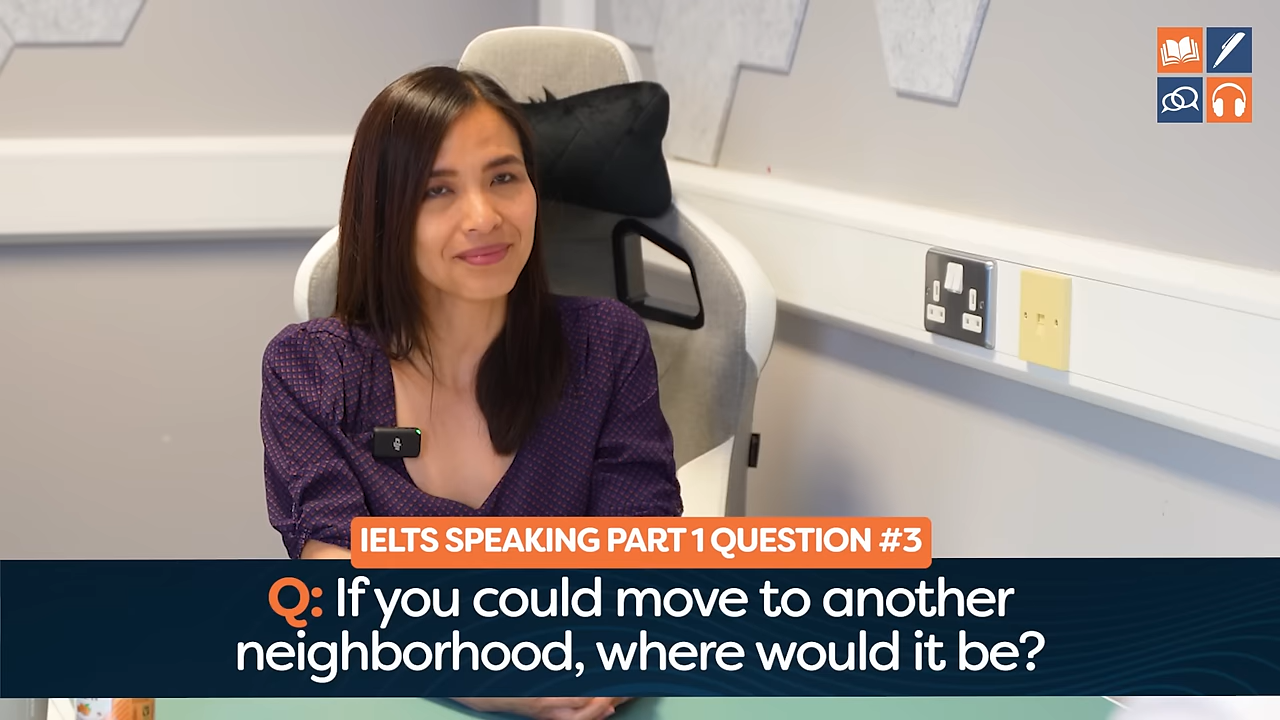 IELTS SPEAKING PART 1 QUESTION #3
Q: If you could move to another
neighborhood, where would it be?